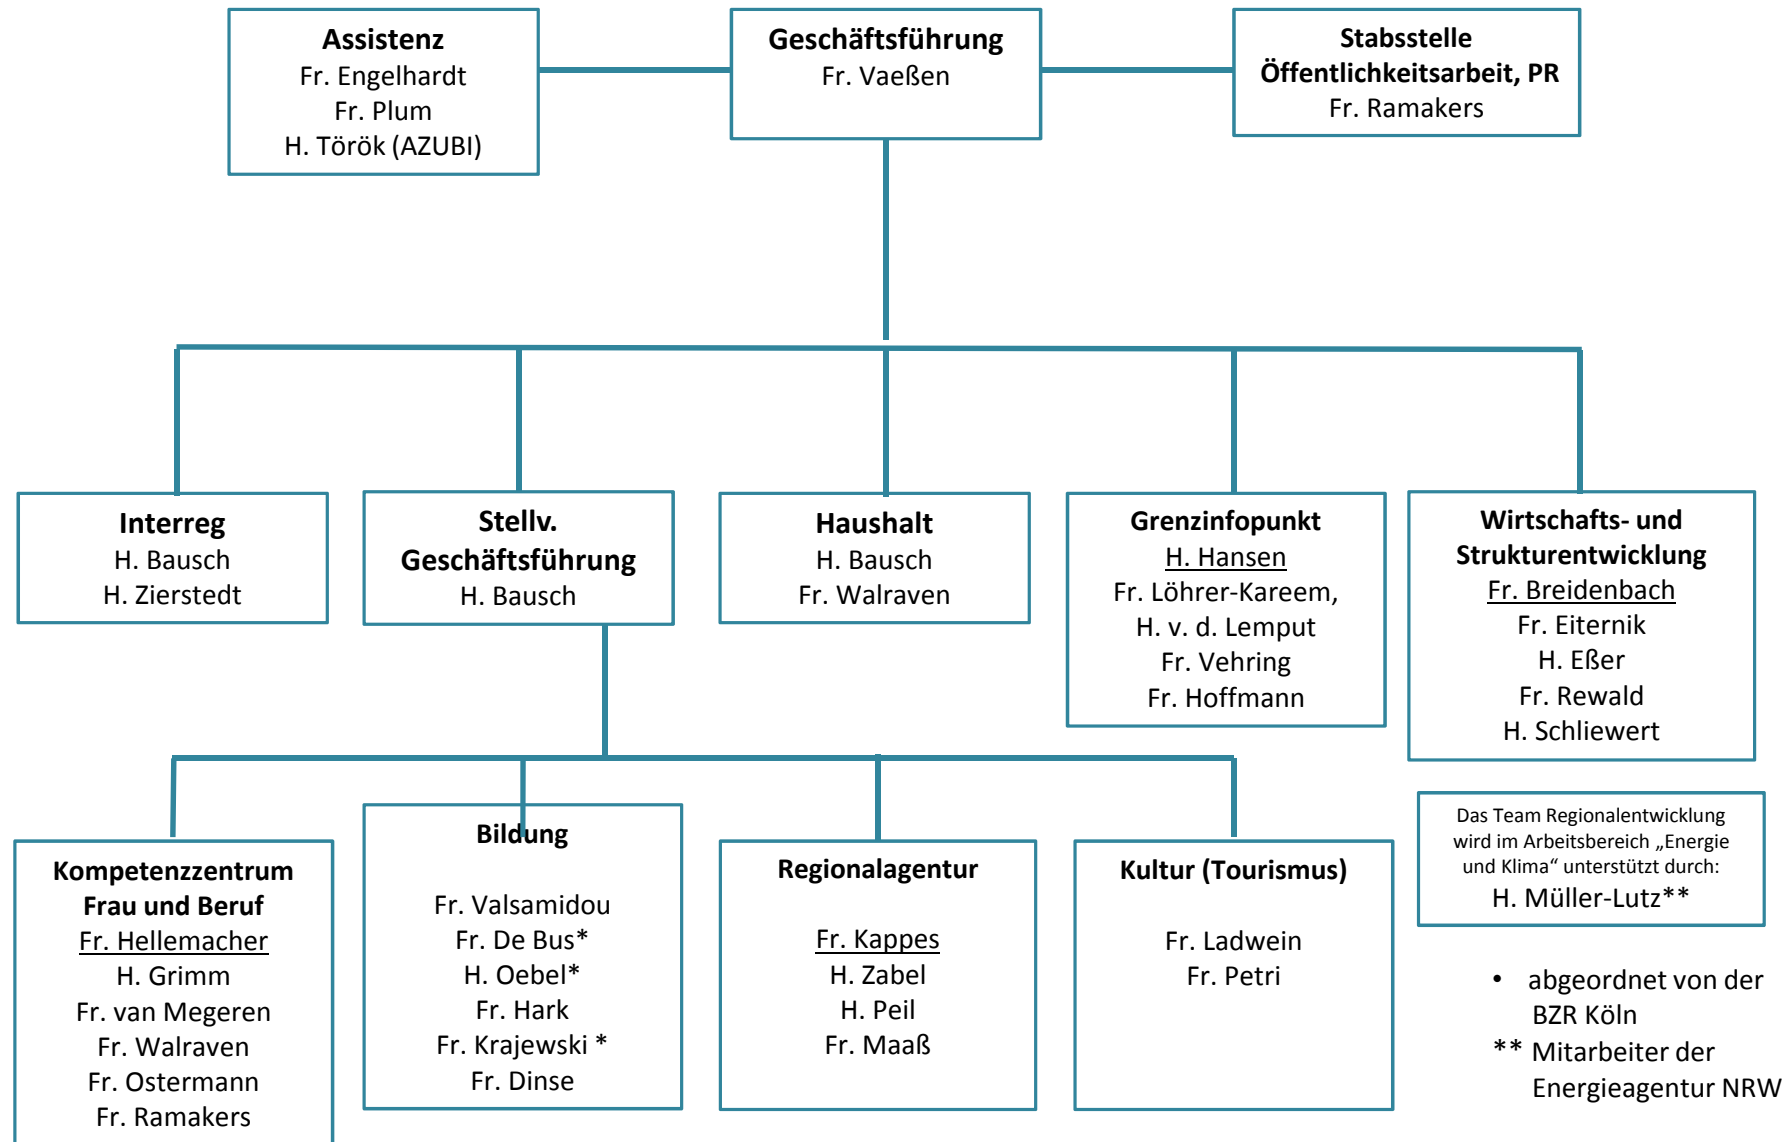 Assistenz
Fr. Engelhardt
Fr. Plum
H. Török (AZUBI)
Geschäftsführung
Fr. Vaeßen
Stabsstelle
Öffentlichkeitsarbeit, PR
Fr. Ramakers
Interreg
H. Bausch
H. Zierstedt
Stellv.
Geschäftsführung
H. Bausch
Haushalt
H. Bausch
Fr. Walraven
Grenzinfopunkt
H. Hansen
Fr. Löhrer-Kareem,
H. v. d. Lemput
Fr. Vehring
Fr. Hoffmann
Wirtschafts- und
Strukturentwicklung
Fr. Breidenbach
Fr. Eiternik
H. Eßer
Fr. Rewald
H. Schliewert
Kompetenzzentrum
Frau und Beruf
Fr. Hellemacher
H. Grimm
Fr. van Megeren
Fr. Walraven
Fr. Ostermann
Fr. Ramakers
Bildung
Fr. Valsamidou
Fr. De Bus*
H. Oebel*
Fr. Hark
Fr. Krajewski *
Fr. Dinse
Regionalagentur
Fr. Kappes
H. Zabel
H. Peil
Fr. Maaß
Kultur (Tourismus)
Fr. Ladwein
Fr. Petri
Das Team Regionalentwicklung
wird im Arbeitsbereich „Energie
und Klima“ unterstützt durch:
H. Müller-Lutz**
• abgeordnet von der
BZR Köln
** Mitarbeiter der
Energieagentur NRW